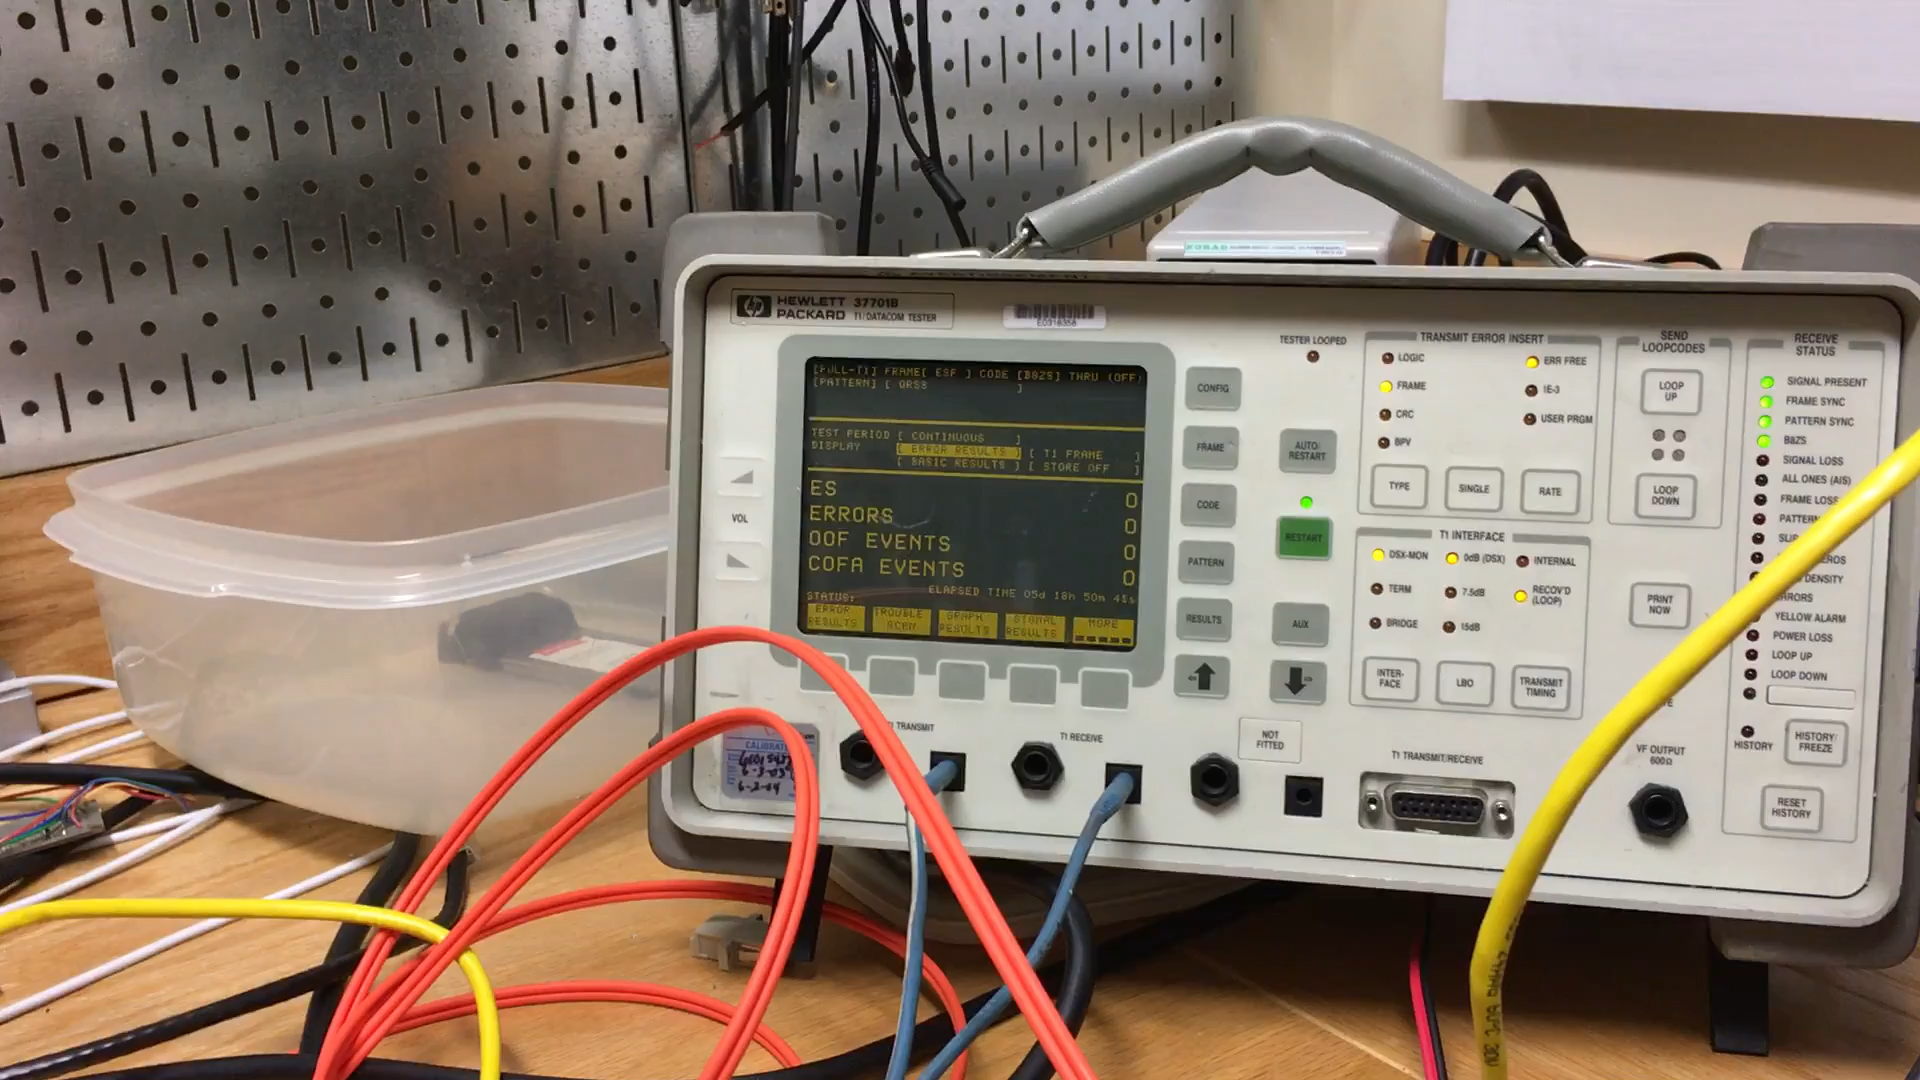 HEWLETT PACKARD
37701B
T1/DATACOM TESTER
E0316358
[FULL-T1] FRAME[ ESF ] CODE [B8ZS] THRU (OFF)
[PATTERN] [ QRSS ]
TEST PERIOD [ CONTINUOUS ]
DISPLAY [ ERROR RESULTS ] [ T1 FRAME ]
[ BASIC RESULTS ] [ STORE OFF ]
ES 0
ERRORS 0
OOF EVENTS 0
COFA EVENTS 0
ELAPSED TIME 05d 18h 50m
STATUS:
ERROR RESULTS
TROUBLE SCAN
GRAPH RESULTS
SIGNAL RESULTS
MORE
VOL
CONFIG
FRAME
CODE
PATTERN
RESULTS
TESTER LOOPED
AUTO/ RESTART
RESTART
AUX
TRANSMIT ERROR INSERT
LOGIC
FRAME
CRC
BPV
ERR FREE
1E-3
USER PRGM
TYPE
SINGLE
RATE
T1 INTERFACE
DSX-MON
TERM
BRIDGE
0dB (DSX)
7.5dB
15dB
INTERNAL
RECOV'D (LOOP)
INTER- FACE
LBO
TRANSMIT TIMING
SEND LOOPCODES
LOOP UP
LOOP DOWN
PRINT NOW
RECEIVE STATUS
SIGNAL PRESENT
FRAME SYNC
PATTERN SYNC
B8ZS
SIGNAL LOSS
ALL ONES (AIS)
FRAME LOSS
YELLOW ALARM
POWER LOSS
LOOP UP
LOOP DOWN
HISTORY
HISTORY/ FREEZE
RESET HISTORY
TRANSMIT
T1 RECEIVE
NOT FITTED
T1 TRANSMIT/RECEIVE
VF OUTPUT 600Ω